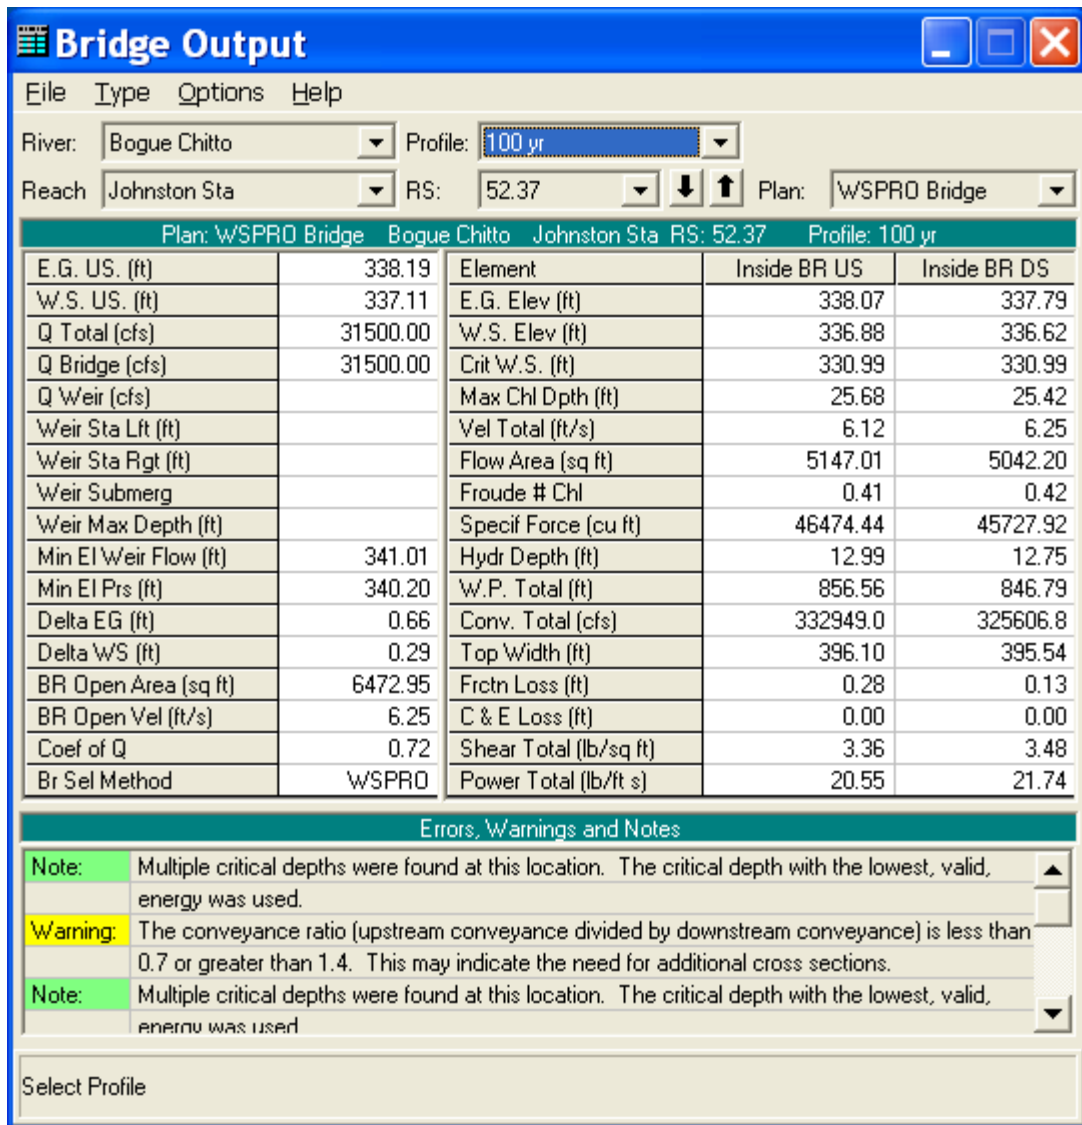 Bridge Output
File Type Options Help
River: Bogue Chitto Profile: 100 yr
Reach Johnston Sta RS: 52.37 Plan: WSPRO Bridge
Plan: WSPRO Bridge Bogue Chitto Johnston Sta RS: 52.37 Profile: 100 yr
E.G. US. (ft) 338.19 Element Inside BR US Inside BR DS
W.S. US. (ft) 337.11 E.G. Elev (ft) 338.07 337.79
Q Total (cfs) 31500.00 W.S. Elev (ft) 336.88 336.62
Q Bridge (cfs) 31500.00 Crit W.S. (ft) 330.99 330.99
Q Weir (cfs) Max Chl Dpth (ft) 25.68 25.42
Weir Sta Lft (ft) Vel Total (ft/s) 6.12 6.25
Weir Sta Rgt (ft) Flow Area (sq ft) 5147.01 5042.20
Weir Submerg Froude # Chl 0.41 0.42
Weir Max Depth (ft) Specif Force (cu ft) 46474.44 45727.92
Min El Weir Flow (ft) 341.01 Hydr Depth (ft) 12.99 12.75
Min El Prs (ft) 340.20 W.P. Total (ft) 856.56 846.79
Delta EG (ft) 0.66 Conv. Total (cfs) 332949.0 325606.8
Delta WS (ft) 0.29 Top Width (ft) 396.10 395.54
BR Open Area (sq ft) 6472.95 Frctn Loss (ft) 0.28 0.13
BR Open Vel (ft/s) 6.25 C & E Loss (ft) 0.00 0.00
Coef of Q 0.72 Shear Total (lb/sq ft) 3.36 3.48
Br Sel Method WSPRO Power Total (lb/ft s) 20.55 21.74
Errors, Warnings and Notes
Note: Multiple critical depths were found at this location. The critical depth with the lowest, valid,
energy was used.
Warning: The conveyance ratio (upstream conveyance divided by downstream conveyance) is less than
0.7 or greater than 1.4. This may indicate the need for additional cross sections.
Note: Multiple critical depths were found at this location. The critical depth with the lowest, valid,
energy was used
Select Profile